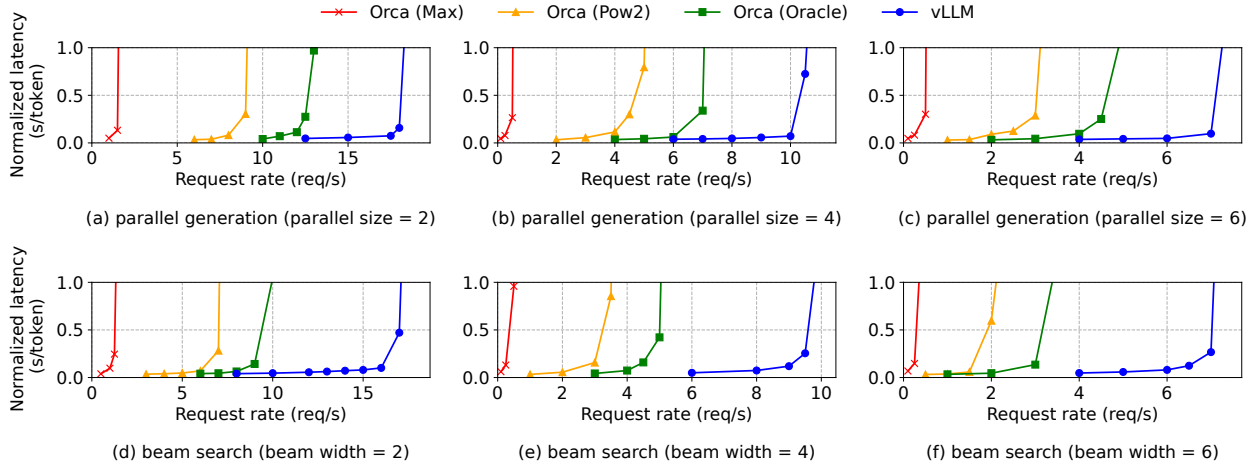 Orca (Max) Orca (Pow2) Orca (Oracle) vLLM
Normalized latency
(s/token)
1.0
0.5
0.0
0 5 10 15
Request rate (req/s)
(a) parallel generation (parallel size = 2)
1.0
0.5
0.0
0 2 4 6 8 10
Request rate (req/s)
(b) parallel generation (parallel size = 4)
1.0
0.5
0.0
0 2 4 6
Request rate (req/s)
(c) parallel generation (parallel size = 6)
Normalized latency
(s/token)
1.0
0.5
0.0
0 5 10 15
Request rate (req/s)
(d) beam search (beam width = 2)
1.0
0.5
0.0
0 2 4 6 8 10
Request rate (req/s)
(e) beam search (beam width = 4)
1.0
0.5
0.0
0 2 4 6
Request rate (req/s)
(f) beam search (beam width = 6)